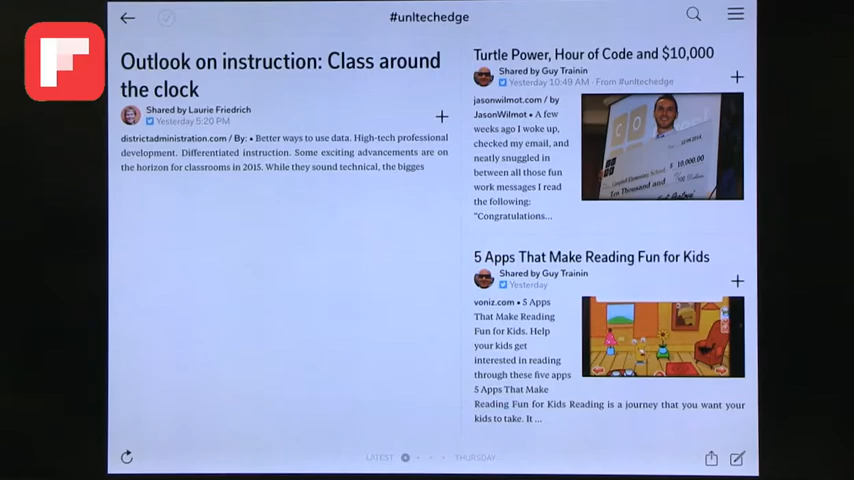 #unltechedge
Outlook on instruction: Class around
the clock
Shared by Laurie Friedrich
Yesterday 5:20 PM
districtadministration.com / By: • Better ways to use data. High-tech professional
development. Differentiated instruction. Some exciting advancements are on
the horizon for classrooms in 2015. While they sound technical, the bigges
Turtle Power, Hour of Code and $10,000
Shared by Guy Trainin
Yesterday 10:49 AM · From #unltechedge
jasonwilmot.com / by
JasonWilmot • A few
weeks ago I woke up,
checked my email, and
neatly snuggled in
between all those fun
work messages I read
the following:
"Congratulations...
CO
$ 10,000.00
Ten Thousand and
5 Apps That Make Reading Fun for Kids
Shared by Guy Trainin
Yesterday
voniz.com • 5 Apps
That Make Reading
Fun for Kids. Help
your kids get
interested in reading
through these five apps
5 Apps That Make
Reading Fun for Kids Reading is a journey that you want your
kids to take. It ...
LATEST
THURSDAY